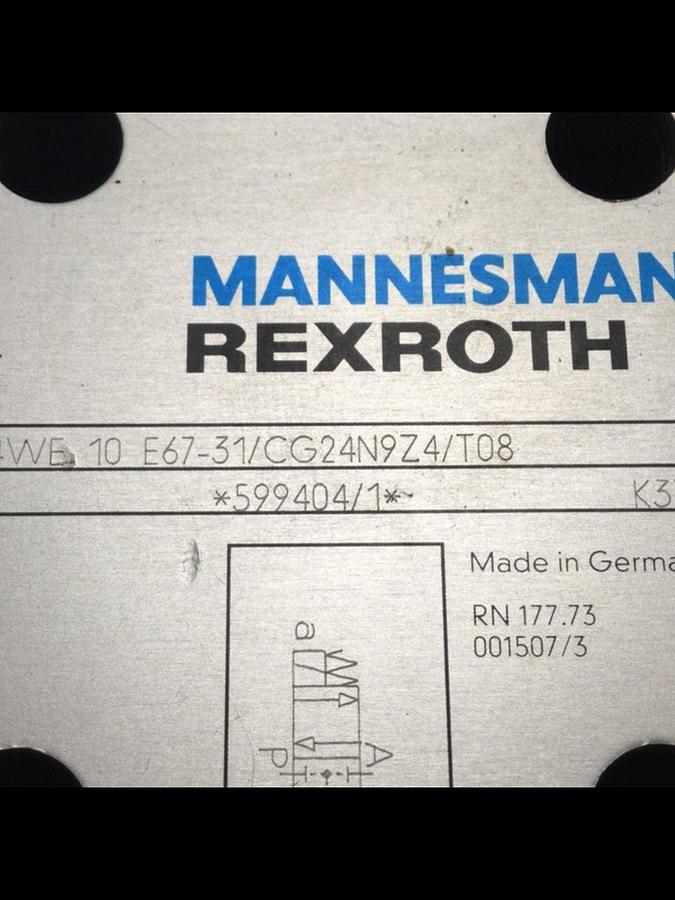 MANNESMAN
REXROTH
WE 10 E67-31/CG24N9Z4/T08
*599404/1*
K3
Made in Germa
RN 177.73
001507/3
a
A
P